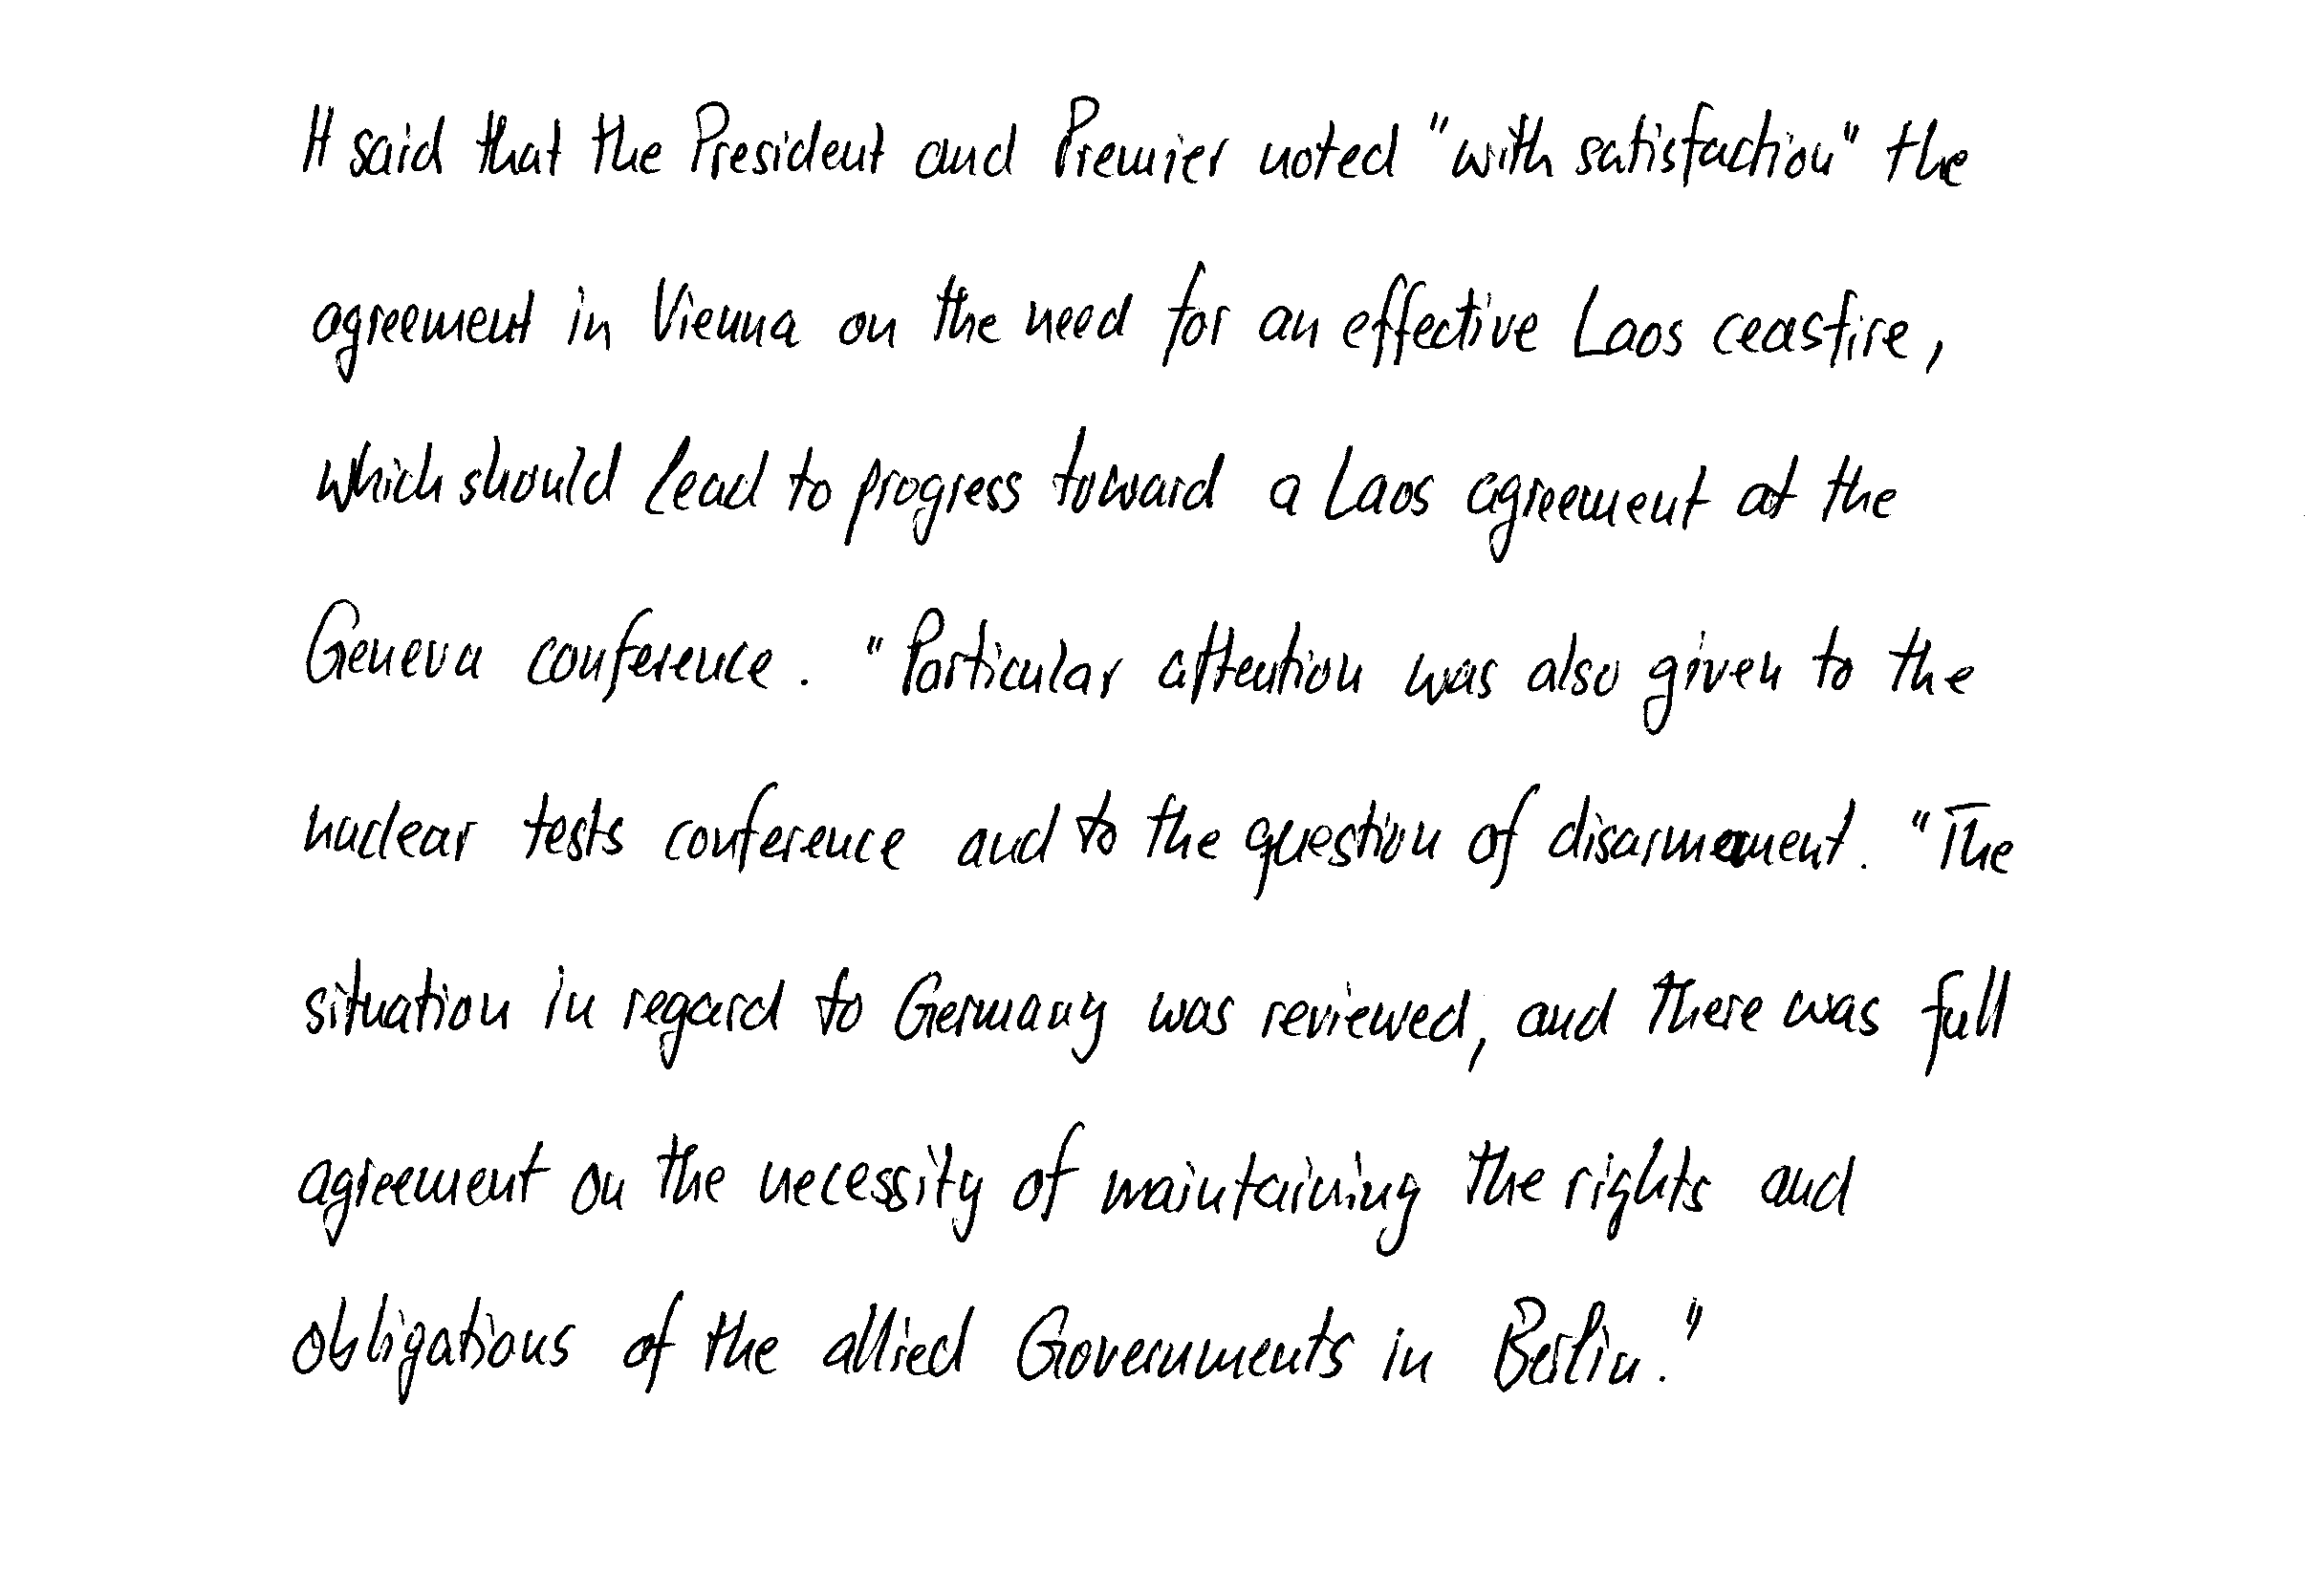 It said that the President and Premier noted "with satisfaction" the
agreement in Vienna on the need for an effective Laos ceasfire,
which should lead to progress toward a Laos agreement at the
Geneva conference. "Particular attention was also given to the
nuclear tests conference and to the question of disarmament. "The
situation in regard to Germany was reviewed, and there was full
agreement on the necessity of maintaining the rights and
obligations of the allied Governments in Berlin."